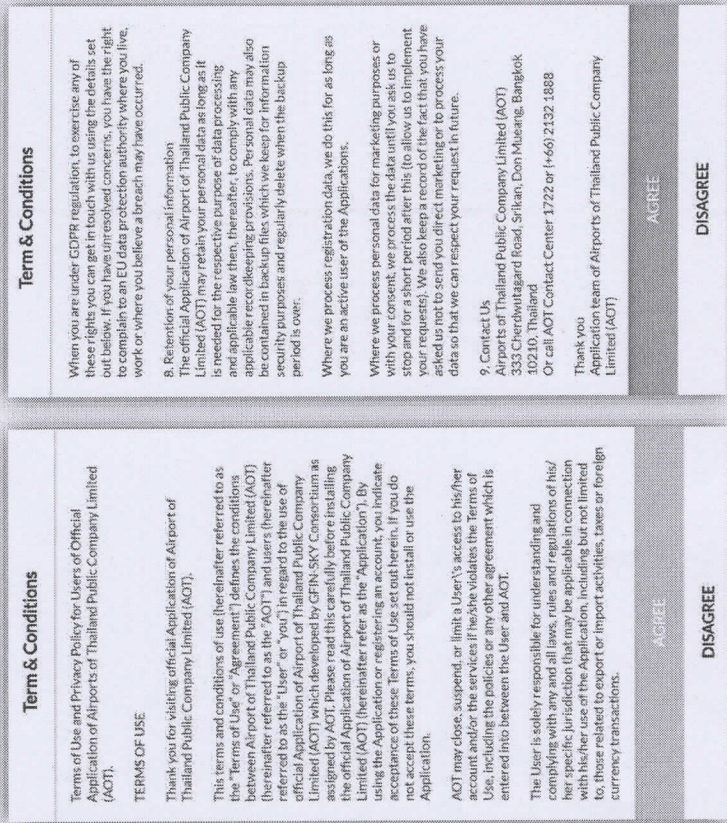 Term & Conditions
Terms of Use and Privacy Policy for Users of Official
Application of Airports of Thailand Public Company Limited
(AOT).
TERMS OF USE
Thank you for visiting official Application of Airport of
Thailand Public Company Limited (AOT).
This terms and conditions of use (hereinafter referred to as
the "Terms of Use" or "Agreement") defines the conditions
between Airport of Thailand Public Company Limited (AOT)
(hereinafter referred to as the "AOT") and users (hereinafter
referred to as the "User" or "you") in regard to the use of
official Application of Airport of Thailand Public Company
Limited (AOT) which developed by GFIN-SKY Consortium as
assigned by AOT. Please read this carefully before installing
the official Application of Airport of Thailand Public Company
Limited (AOT) (hereinafter refer as the "Application"). By
using the Application or registering an account, you indicate
acceptance of these Terms of Use set out herein. If you do
not accept these terms, you should not install or use the
Application.
AOT may close, suspend, or limit a User\'s access to his/her
account and/or the services if he/she violates the Terms of
Use, including the policies or any other agreement which is
entered into between the User and AOT.
The User is solely responsible for understanding and
complying with any and all laws, rules and regulations of his/
her specific jurisdiction that may be applicable in connection
with his/her use of the Application, including but not limited
to, those related to export or import activities, taxes or foreign
currency transactions.
AGREE
DISAGREE
Term & Conditions
When you are under GDPR regulation, to exercise any of
these rights you can get in touch with us using the details set
out below. If you have unresolved concerns, you have the right
to complain to an EU data protection authority where you live,
work or where you believe a breach may have occurred.
8. Retention of your personal information
The official Application of Airport of Thailand Public Company
Limited (AOT) may retain your personal data as long as it
is needed for the respective purpose of data processing
and applicable law then, thereafter, to comply with any
applicable recordkeeping provisions. Personal data may also
be contained in backup files which we keep for information
security purposes and regularly delete when the backup
period is over.
Where we process registration data, we do this for as long as
you are an active user of the Applications.
Where we process personal data for marketing purposes or
with your consent, we process the data until you ask us to
stop and for a short period after this (to allow us to implement
your requests). We also keep a record of the fact that you have
asked us not to send you direct marketing or to process your
data so that we can respect your request in future.
9. Contact Us
Airports of Thailand Public Company Limited (AOT)
333 Cherdwutagard Road, Srikan, Don Mueang, Bangkok
10210, Thailand
Or call AOT Contact Center 1722 or (+66) 2132 1888
Thank you
Application team of Airports of Thailand Public Company
Limited (AOT)
AGREE
DISAGREE